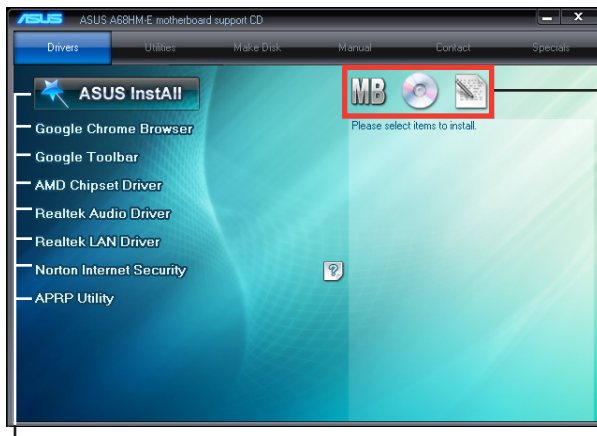 ASUS ASUS A68HM-E motherboard support CD
Drivers Utilities Make Disk Manual Contact Specials
ASUS InstAll
MB
Please select items to install.
Google Chrome Browser
Google Toolbar
AMD Chipset Driver
Realtek Audio Driver
Realtek LAN Driver
Norton Internet Security
?
APRP Utility